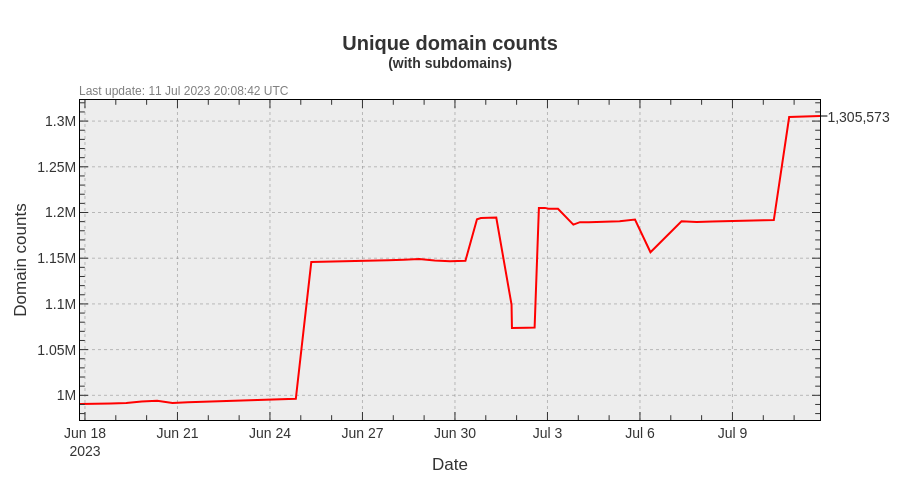 Unique domain counts
(with subdomains)
Last update: 11 Jul 2023 20:08:42 UTC
1.3M
1,305,573
1.25M
1.2M
1.15M
1.1M
1.05M
1M
Domain counts
Jun 18 Jun 21 Jun 24 Jun 27 Jun 30 Jul 3 Jul 6 Jul 9
2023
Date